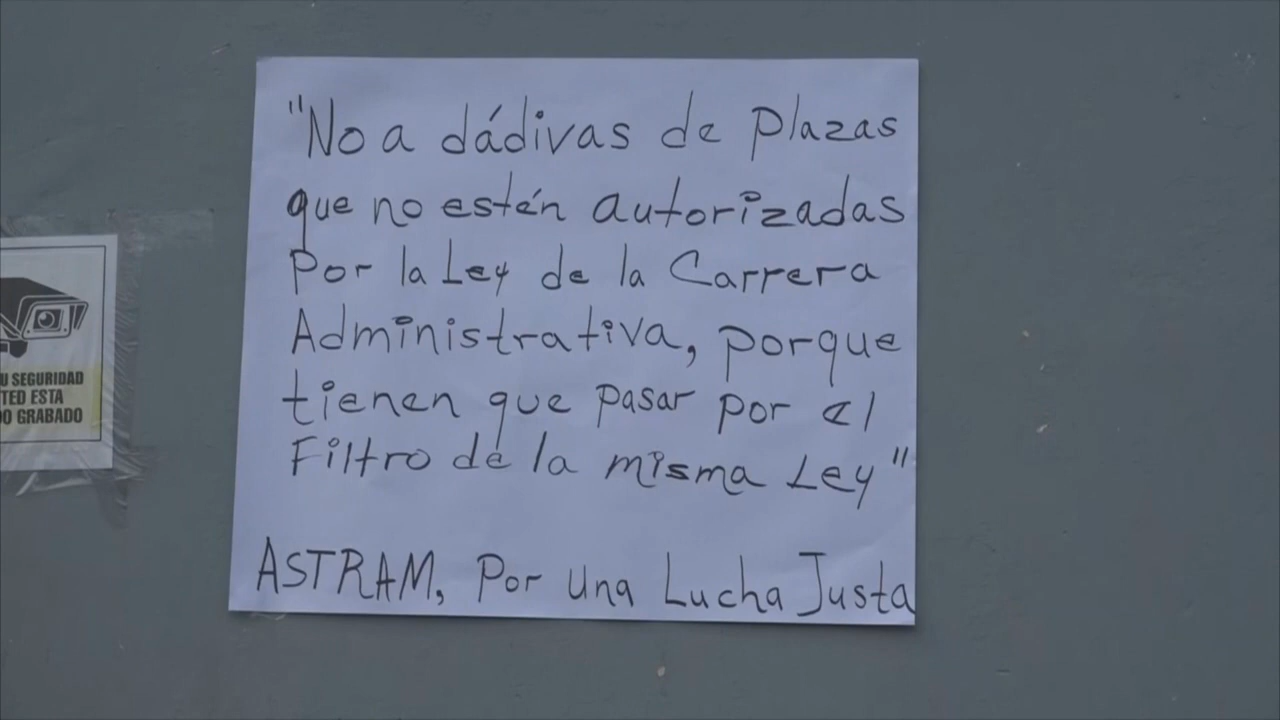 "No a dádivas de plazas
que no estén autorizadas
Por la Ley de la Carrera
Administrativa, porque
tienen que pasar por el
Filtro de la misma Ley"
ASTRAM, Por una Lucha Justa
U SEGURIDAD
TED ESTA
O GRABADO